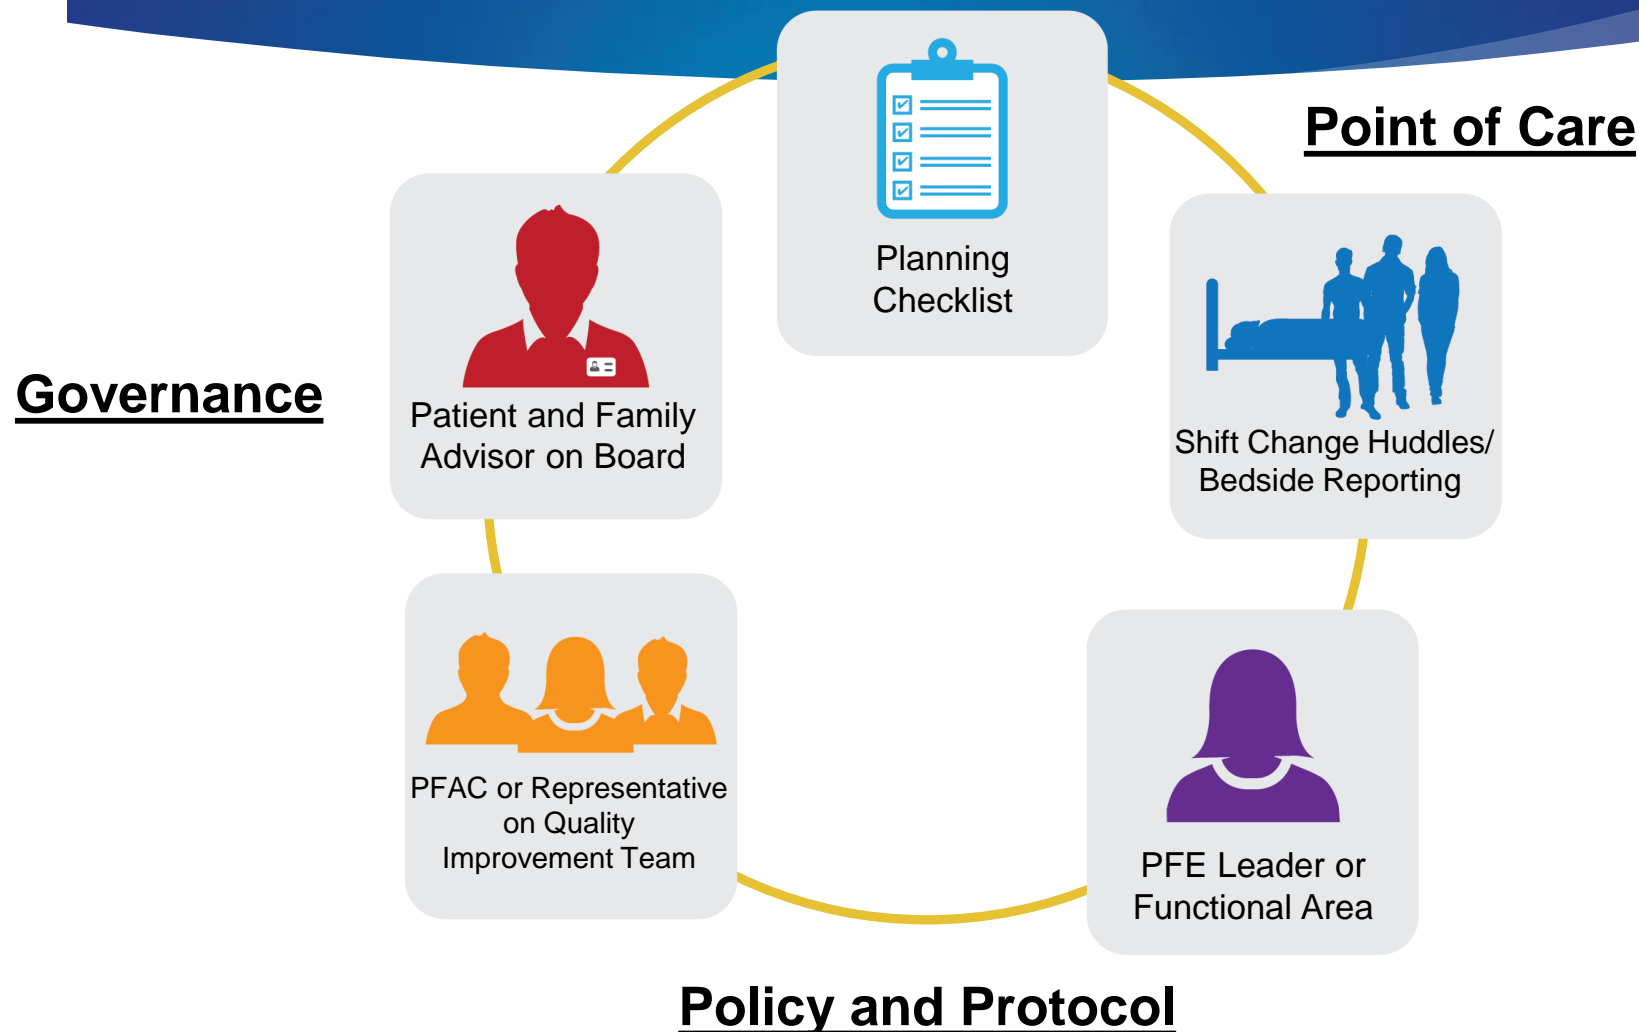 Planning
Checklist
Point of Care
Shift Change Huddles/
Bedside Reporting
PFE Leader or
Functional Area
Policy and Protocol
PFAC or Representative
on Quality
Improvement Team
Governance
Patient and Family
Advisor on Board